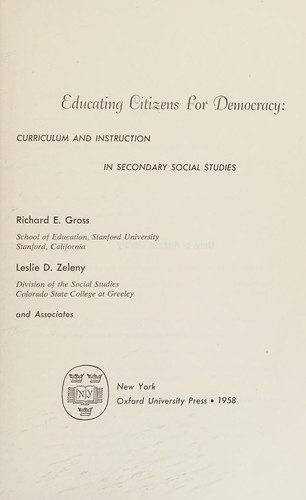 Educating Citizens For Democracy:
CURRICULUM AND INSTRUCTION
IN SECONDARY SOCIAL STUDIES
Richard E. Gross
School of Education, Stanford University
Stanford, California
Leslie D. Zeleny
Division of the Social Studies
Colorado State College at Greeley
and Associates
NY
New York
Oxford University Press • 1958